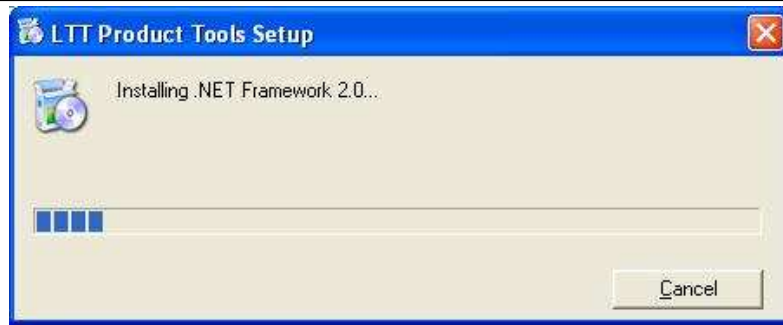 LTT Product Tools Setup
Installing .NET Framework 2.0...
Cancel